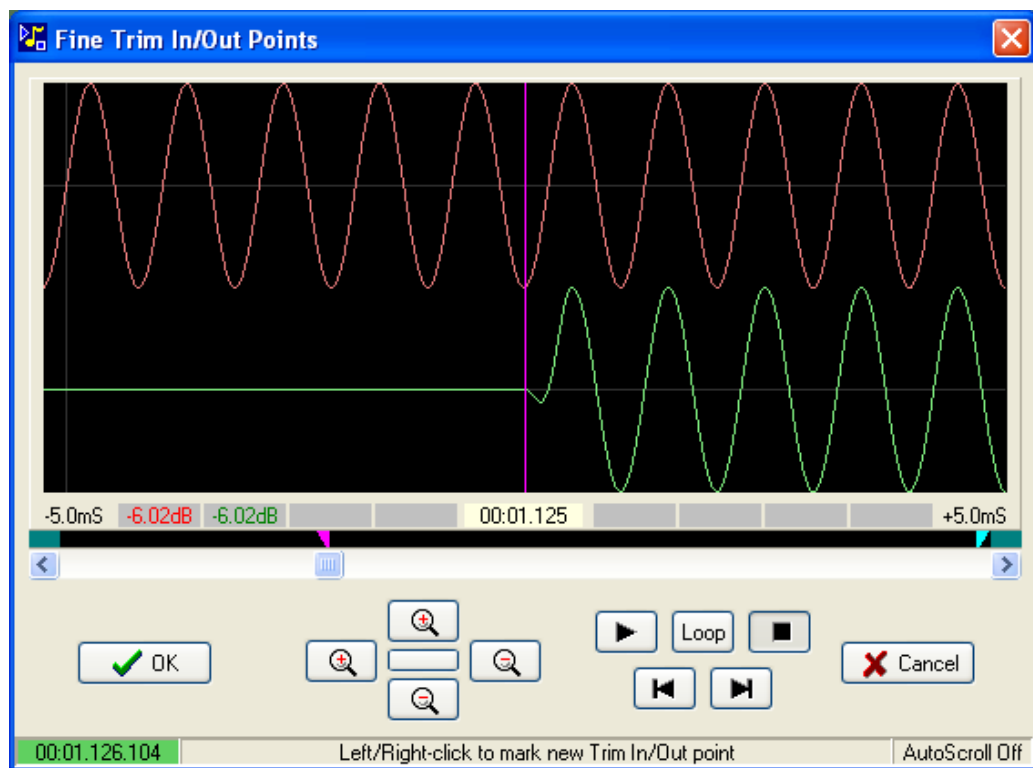 Fine Trim In/Out Points
-5.0mS -6.02dB -6.02dB 00:01.125 +5.0mS
OK
Loop
Cancel
00:01.126.104 Left/Right-click to mark new Trim In/Out point AutoScroll Off